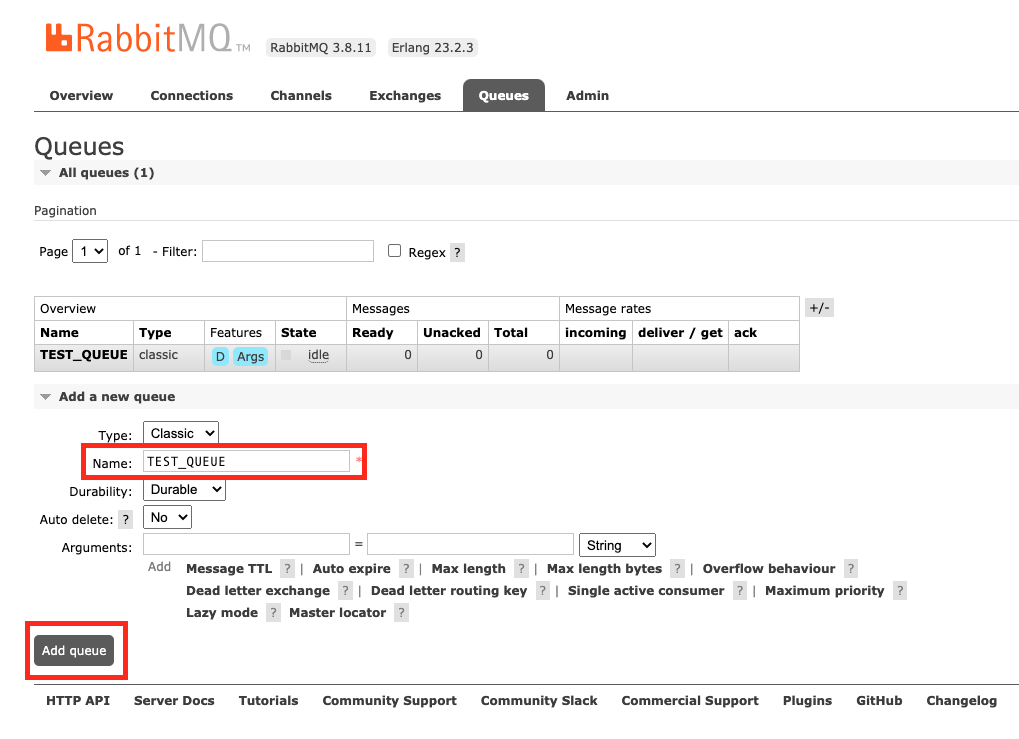 RabbitMQ TM RabbitMQ 3.8.11 Erlang 23.2.3
Overview Connections Channels Exchanges Queues Admin
Queues
All queues (1)
Pagination
Page 1 of 1 - Filter: Regex ?
Overview Messages Message rates +/-
Name Type Features State Ready Unacked Total incoming deliver / get ack
TEST_QUEUE classic D Args idle 0 0 0
Add a new queue
Type: Classic
Name: TEST_QUEUE *
Durability: Durable
Auto delete: ? No
Arguments: = String
Add Message TTL ? | Auto expire ? | Max length ? | Max length bytes ? | Overflow behaviour ?
Dead letter exchange ? | Dead letter routing key ? | Single active consumer ? | Maximum priority ?
Lazy mode ? Master locator ?
Add queue
HTTP API Server Docs Tutorials Community Support Community Slack Commercial Support Plugins GitHub Changelog